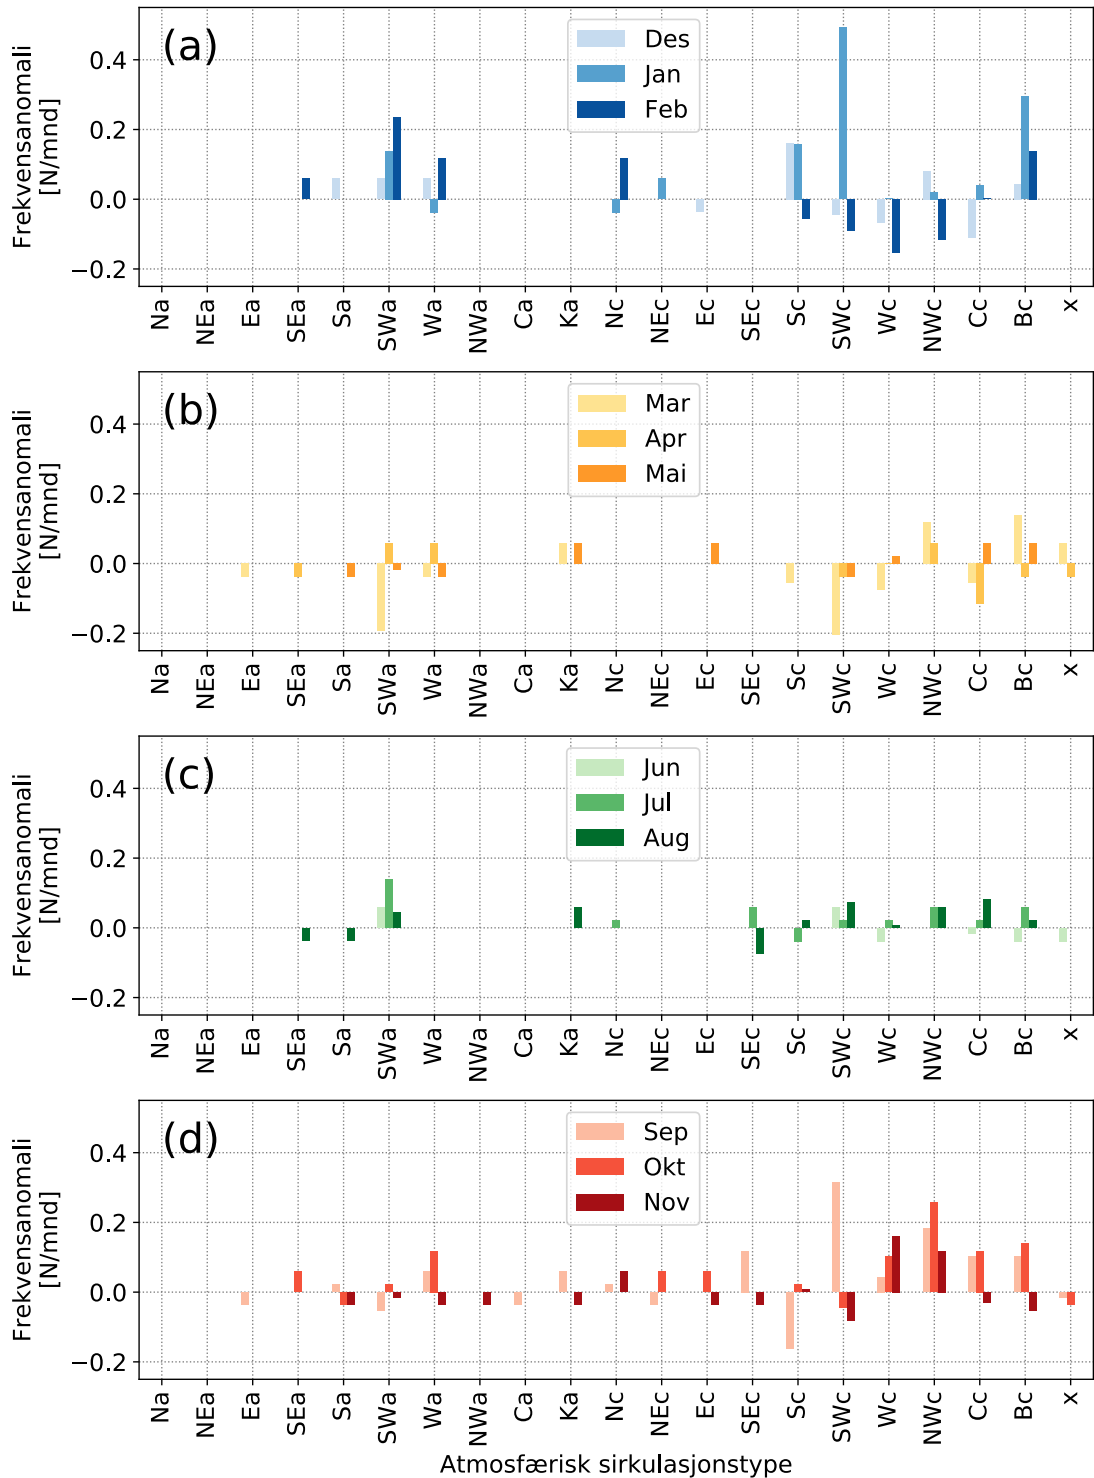 (a)
Des
Jan
Feb
Frekvensanomali
[N/mnd]
0.4
0.2
0.0
−0.2
Na NEa Ea SEa Sa SWa Wa NWa Ca Ka Nc NEc Ec SEc Sc SWc Wc NWc Cc Bc x
(b)
Mar
Apr
Mai
Frekvensanomali
[N/mnd]
0.4
0.2
0.0
−0.2
Na NEa Ea SEa Sa SWa Wa NWa Ca Ka Nc NEc Ec SEc Sc SWc Wc NWc Cc Bc x
(c)
Jun
Jul
Aug
Frekvensanomali
[N/mnd]
0.4
0.2
0.0
−0.2
Na NEa Ea SEa Sa SWa Wa NWa Ca Ka Nc NEc Ec SEc Sc SWc Wc NWc Cc Bc x
(d)
Sep
Okt
Nov
Frekvensanomali
[N/mnd]
0.4
0.2
0.0
−0.2
Na NEa Ea SEa Sa SWa Wa NWa Ca Ka Nc NEc Ec SEc Sc SWc Wc NWc Cc Bc x
Atmosfærisk sirkulasjonstype